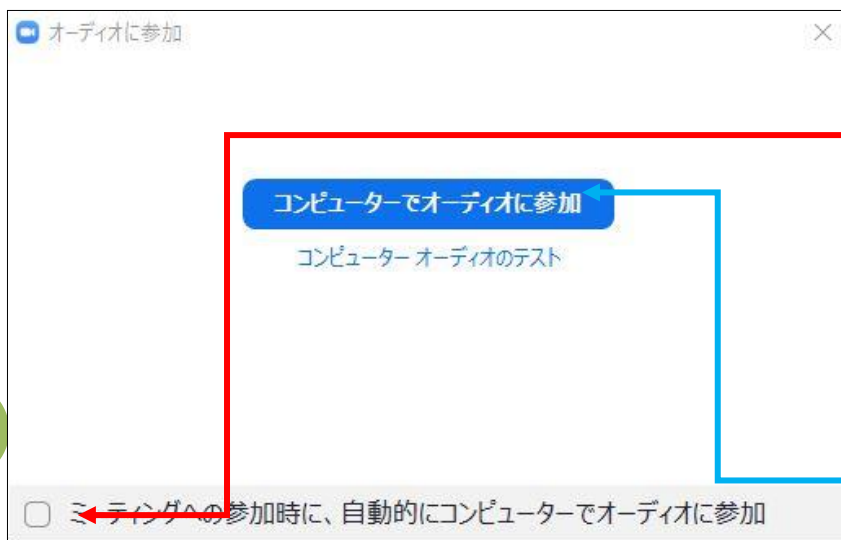 オーディオに参加
コンピューターでオーディオに参加
コンピューター オーディオのテスト
ミーティングへの参加時に、自動的にコンピューターでオーディオに参加